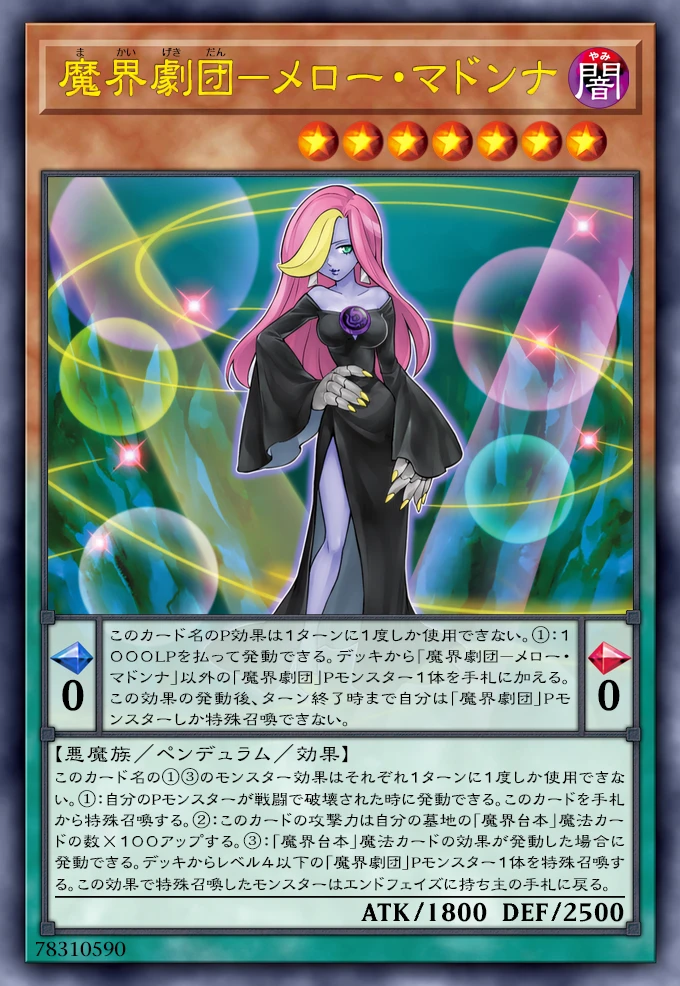 ま かい げき だん
魔界劇団－メロー・マドンナ
やみ
闇
このカード名のP効果は1ターンに1度しか使用できない。①：1
000LPを払って発動できる。デッキから「魔界劇団－メロー・
マドンナ」以外の「魔界劇団」Pモンスター1体を手札に加える。
この効果の発動後、ターン終了時まで自分は「魔界劇団」Pモ
ンスターしか特殊召喚できない。
0
0
【悪魔族／ペンデュラム／効果】
このカード名の①③のモンスター効果はそれぞれ1ターンに1度しか使用できな
い。①：自分のPモンスターが戦闘で破壊された時に発動できる。このカードを手札
から特殊召喚する。②：このカードの攻撃力は自分の墓地の「魔界台本」魔法カー
ドの数×100アップする。③：「魔界台本」魔法カードの効果が発動した場合に
発動できる。デッキからレベル4以下の「魔界劇団」Pモンスター1体を特殊召喚す
る。この効果で特殊召喚したモンスターはエンドフェイズに持ち主の手札に戻る。
ATK/1800 DEF/2500
78310590